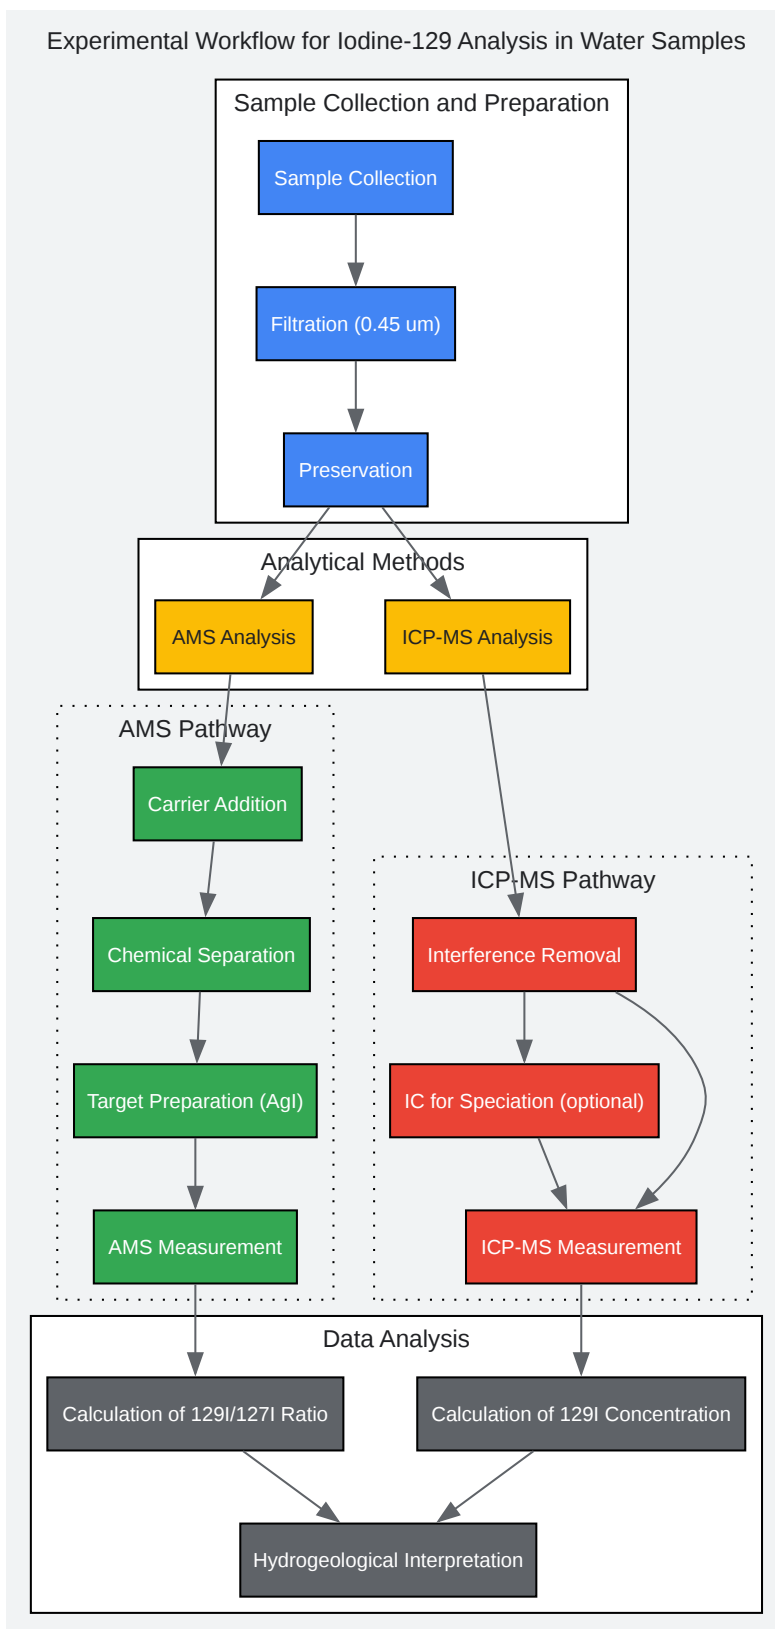 Experimental Workflow for Iodine-129 Analysis in Water Samples
Sample Collection and Preparation
Sample Collection
Filtration (0.45 um)
Preservation
Analytical Methods
AMS Analysis
ICP-MS Analysis
AMS Pathway
Carrier Addition
ICP-MS Pathway
Chemical Separation
Interference Removal
Target Preparation (AgI)
IC for Speciation (optional)
AMS Measurement
ICP-MS Measurement
Data Analysis
Calculation of 129I/127I Ratio
Calculation of 129I Concentration
Hydrogeological Interpretation